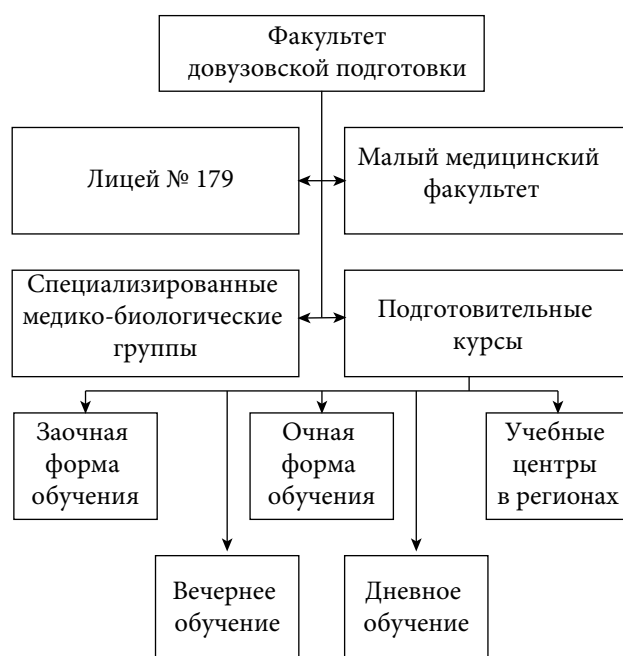 Факультет
довузовской подготовки
Лицей № 179
Малый медицинский
факультет
Специализированные
медико-биологические
группы
Подготовительные
курсы
Заочная
форма
обучения
Очная
форма
обучения
Учебные
центры
в регионах
Вечернее
обучение
Дневное
обучение